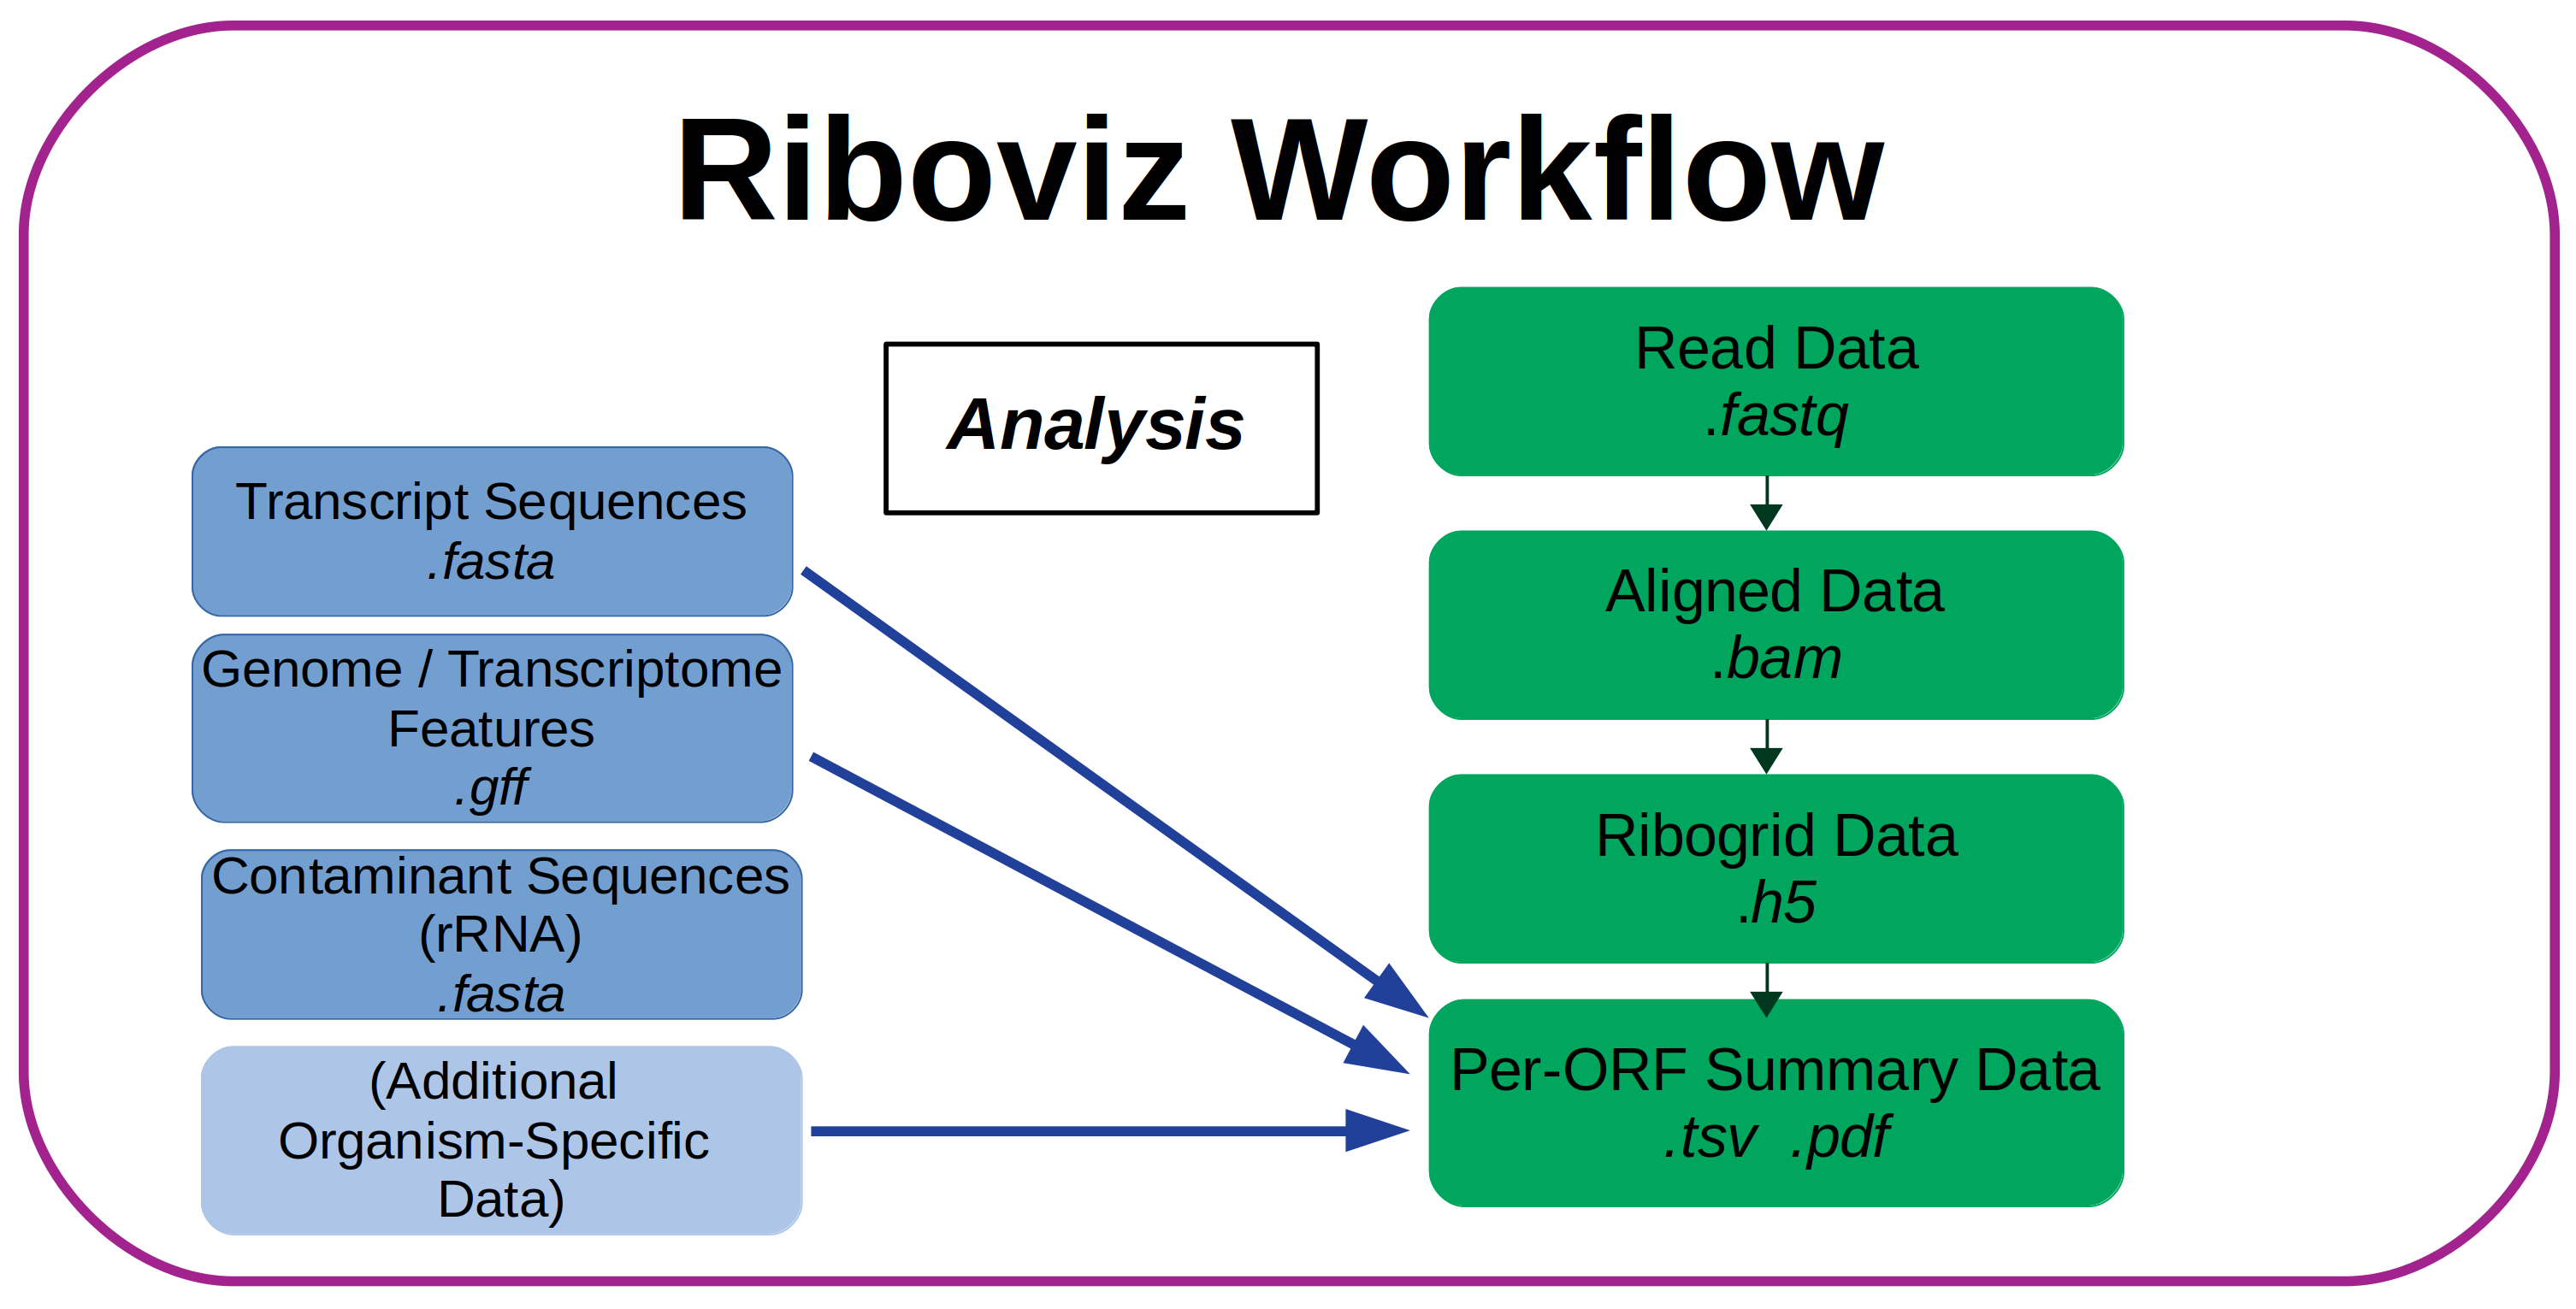 Riboviz Workflow
Analysis
Transcript Sequences
.fasta
Genome / Transcriptome
Features
.gff
Contaminant Sequences
(rRNA)
.fasta
(Additional
Organism-Specific
Data)
Read Data
.fastq
Aligned Data
.bam
Ribogrid Data
.h5
Per-ORF Summary Data
.tsv .pdf